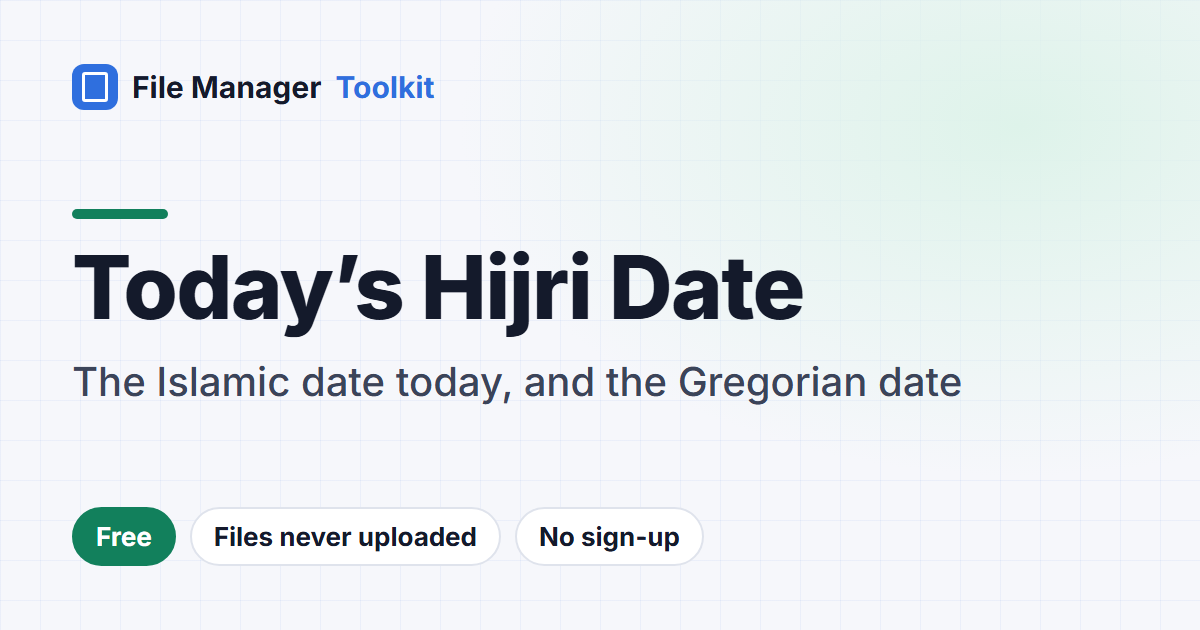 File Manager Toolkit
Today’s Hijri Date
The Islamic date today, and the Gregorian date
Free
Files never uploaded
No sign-up